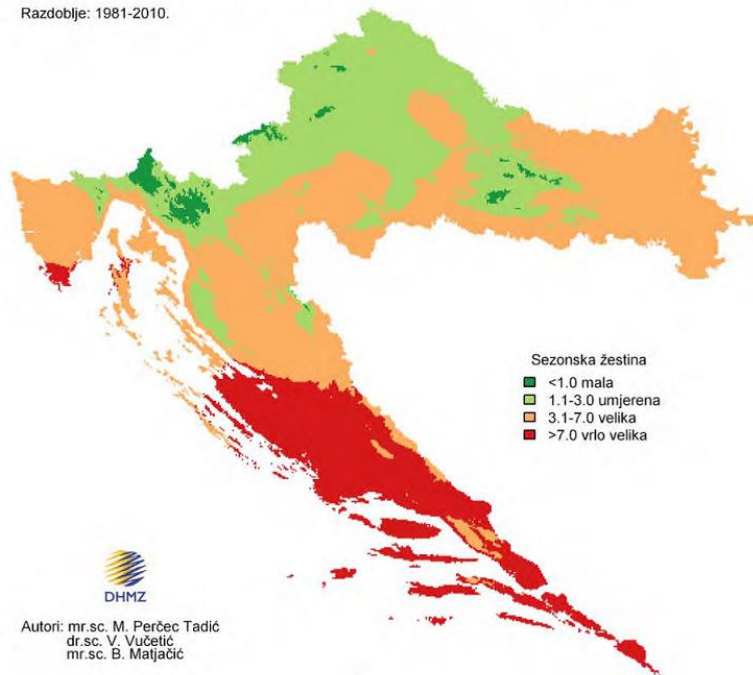 Razdoblje: 1981-2010.
Sezonska žestina
<1.0 mala
1.1-3.0 umjerena
3.1-7.0 velika
>7.0 vrlo velika
DHMZ
Autori: mr.sc. M. Perčec Tadić
dr.sc. V. Vučetić
mr.sc. B. Matjačić